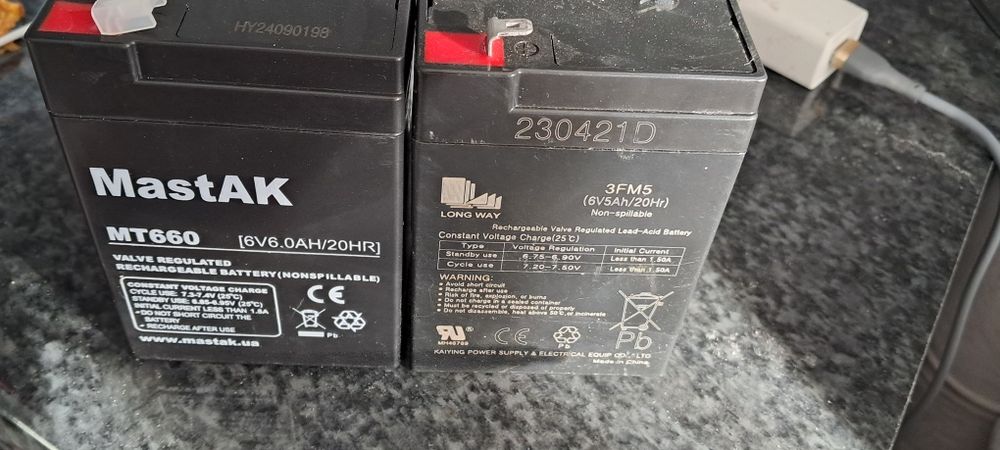 HY24090198
MastAK
MT660 [6V6.0AH/20HR]
VALVE REGULATED
RECHARGEABLE BATTERY(NONSPILLABLE)
CONSTANT VOLTAGE CHARGE
CYCLE USE: 7.3-7.4V (25°C)
STANDBY USE: 6.85-6.95V (25°C)
INITIAL CURRENT LESS THAN 1.8A
• DO NOT SHORT CIRCUIT THE
BATTERY
• RECHARGE AFTER USE
CE
Pb
www.mastak.ua
230421D
LONG WAY
3FM5
(6V5Ah/20Hr)
Non-spillable
Rechargeable Valve Regulated Lead-Acid Battery
Constant Voltage Charge(25°C)
Type Voltage Regulation Initial Current
Standby use 6.75-6.90V Less than 1.50A
Cycle use 7.20-7.50V Less than 1.50A
WARNING:
• Avoid short circuit
• Recharge after use
• Risk of fire, explosion, or burns
• Do not charge in a sealed container
• Must be recycled or disposed of properly
• Do not disassemble, heat above 50°C, or incinerate
MH46789
CE
Pb
Pb
KAIYING POWER SUPPLY & ELECTRICAL EQUIP CO., LTD
Made in China